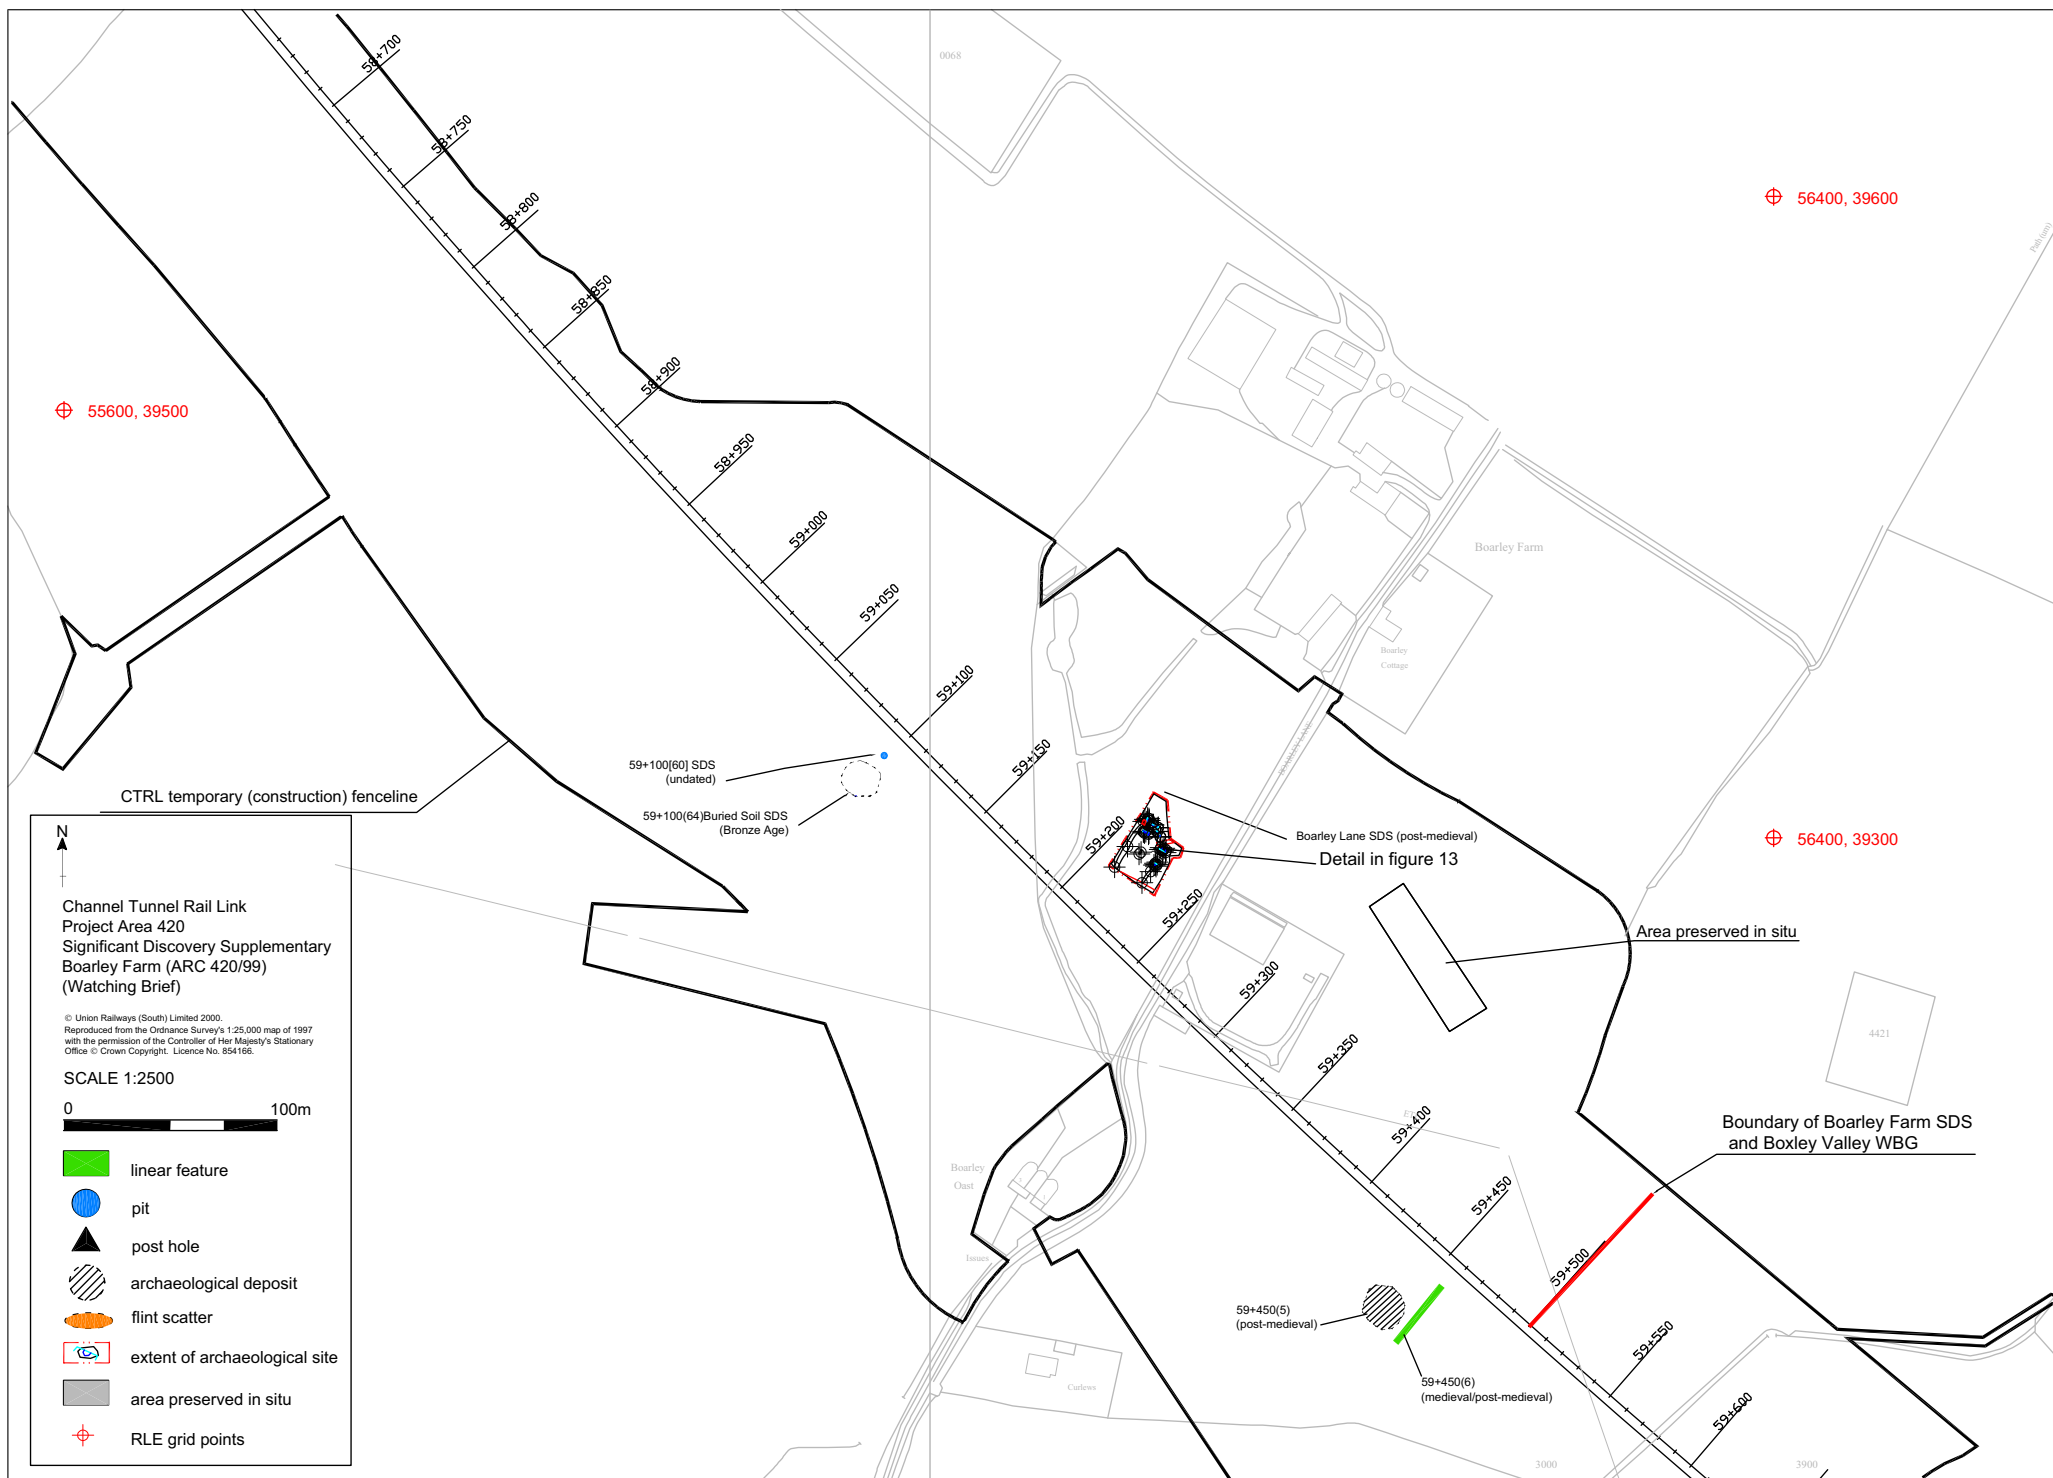 0068
58+700
58+750
58+800
58+850
58+900
58+950
59+000
59+050
59+100
59+150
59+200
59+250
59+300
59+350
59+400
59+450
59+500
59+550
59+600
56400, 39600
Path (um)
55600, 39500
Boarley Farm
Boarley
Cottage
BOARLEY LANE
59+100[60] SDS
(undated)
59+100(64)Buried Soil SDS
(Bronze Age)
CTRL temporary (construction) fenceline
Boarley Lane SDS (post-medieval)
Detail in figure 13
56400, 39300
Area preserved in situ
4421
Boundary of Boarley Farm SDS
and Boxley Valley WBG
Boarley
Oast
Issues
Curlews
59+450(5)
(post-medieval)
59+450(6)
(medieval/post-medieval)
3000
3900
N
Channel Tunnel Rail Link
Project Area 420
Significant Discovery Supplementary
Boarley Farm (ARC 420/99)
(Watching Brief)
© Union Railways (South) Limited 2000.
Reproduced from the Ordnance Survey's 1:25,000 map of 1997
with the permission of the Controller of Her Majesty's Stationary
Office © Crown Copyright. Licence No. 854166.
SCALE 1:2500
0 100m
linear feature
pit
post hole
archaeological deposit
flint scatter
extent of archaeological site
area preserved in situ
RLE grid points